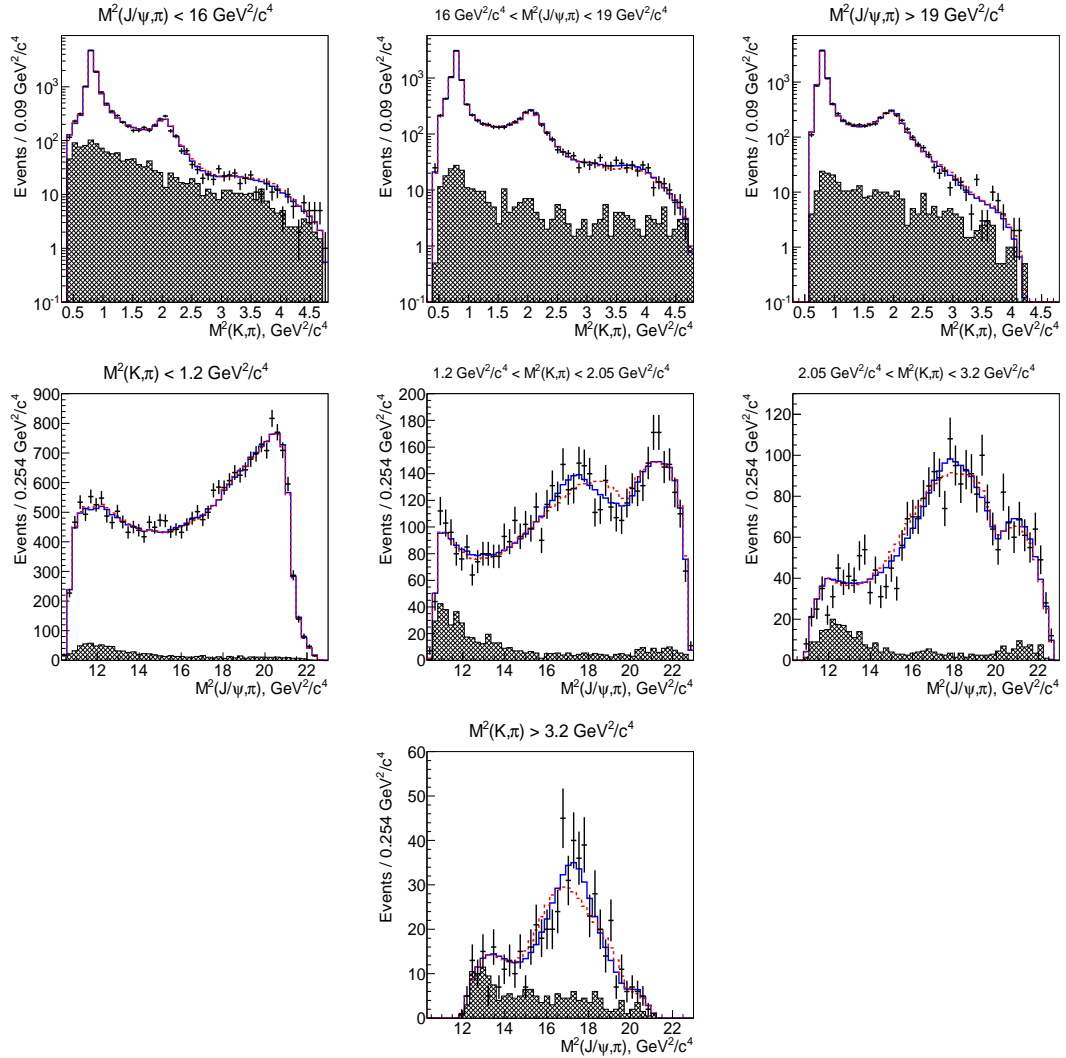 M²(J/ψ,π) < 16 GeV²/c⁴
Events / 0.09 GeV²/c⁴
10³
10²
10
1
10⁻¹
0.5 1 1.5 2 2.5 3 3.5 4 4.5
M²(K,π), GeV²/c⁴
16 GeV²/c⁴ < M²(J/ψ,π) < 19 GeV²/c⁴
Events / 0.09 GeV²/c⁴
10³
10²
10
1
10⁻¹
0.5 1 1.5 2 2.5 3 3.5 4 4.5
M²(K,π), GeV²/c⁴
M²(J/ψ,π) > 19 GeV²/c⁴
Events / 0.09 GeV²/c⁴
10³
10²
10
1
10⁻¹
0.5 1 1.5 2 2.5 3 3.5 4 4.5
M²(K,π), GeV²/c⁴
M²(K,π) < 1.2 GeV²/c⁴
Events / 0.254 GeV²/c⁴
900
800
700
600
500
400
300
200
100
0
12 14 16 18 20 22
M²(J/ψ,π), GeV²/c⁴
1.2 GeV²/c⁴ < M²(K,π) < 2.05 GeV²/c⁴
Events / 0.254 GeV²/c⁴
200
180
160
140
120
100
80
60
40
20
0
12 14 16 18 20 22
M²(J/ψ,π), GeV²/c⁴
2.05 GeV²/c⁴ < M²(K,π) < 3.2 GeV²/c⁴
Events / 0.254 GeV²/c⁴
120
100
80
60
40
20
0
12 14 16 18 20 22
M²(J/ψ,π), GeV²/c⁴
M²(K,π) > 3.2 GeV²/c⁴
Events / 0.254 GeV²/c⁴
60
50
40
30
20
10
0
12 14 16 18 20 22
M²(J/ψ,π), GeV²/c⁴